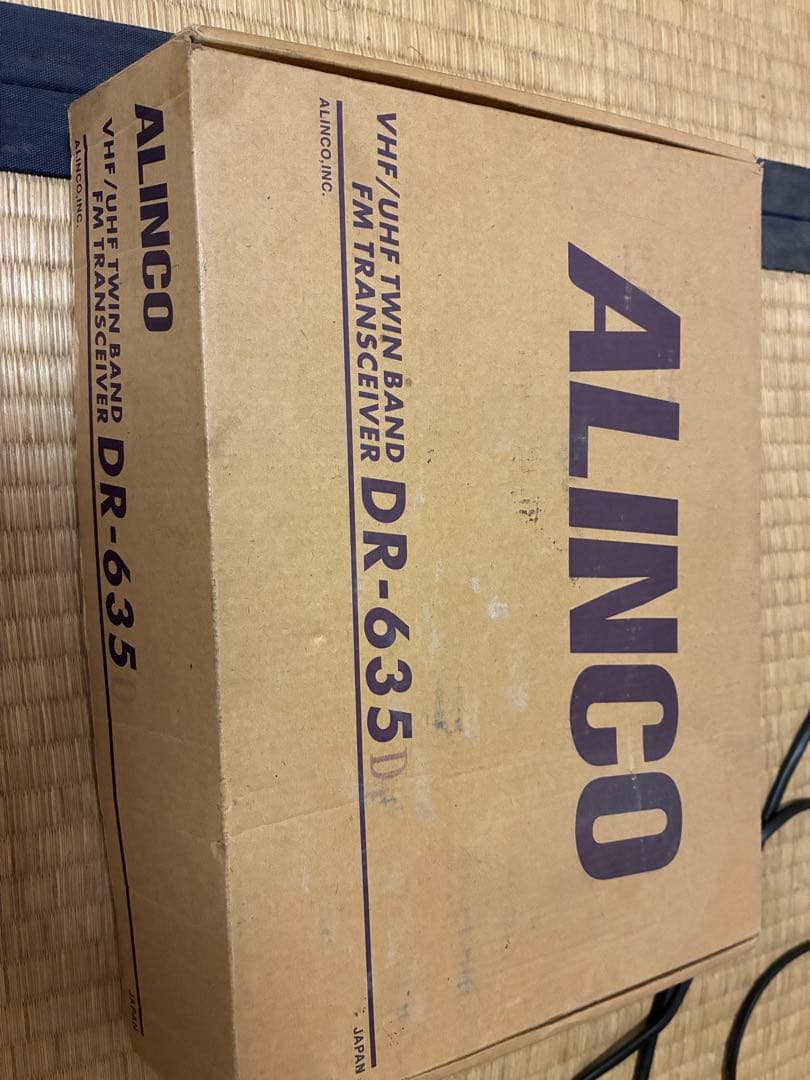 ALINCO
VHF/UHF TWIN BAND
FM TRANSCEIVER DR-635D
ALINCO,INC.
JAPAN
ALINCO
VHF/UHF TWIN BAND
FM TRANSCEIVER DR-635D
ALINCO,INC.
JAPAN